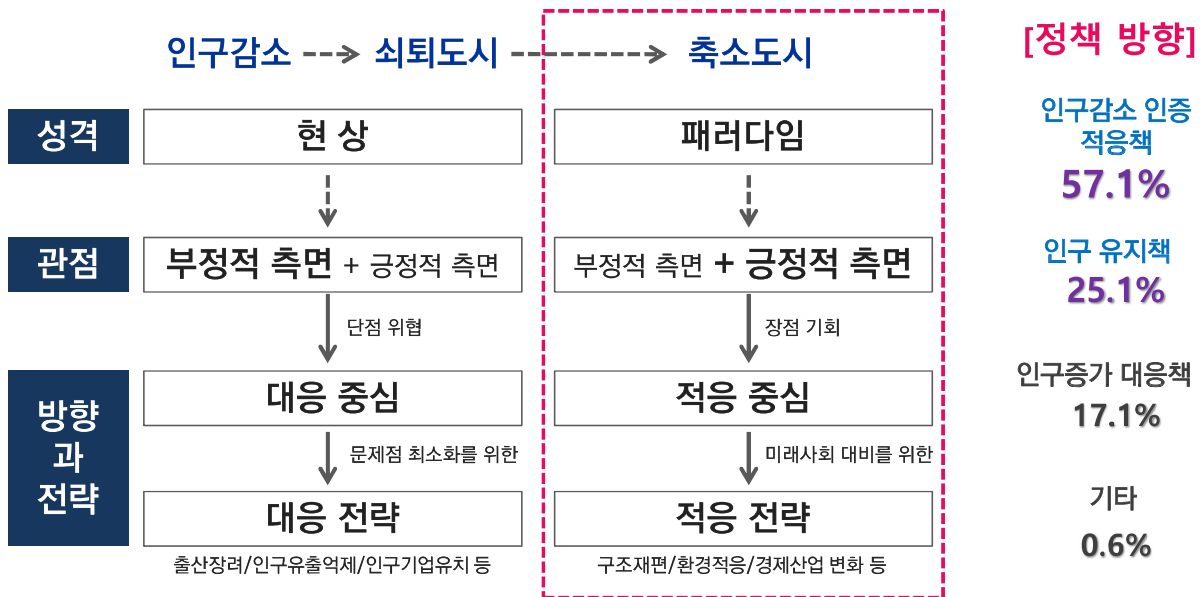 인구감소 쇠퇴도시 축소도시
[정책 방향]
성격
현 상
패러다임
인구감소 인증
적응책
57.1%
관점
부정적 측면 + 긍정적 측면
부정적 측면 + 긍정적 측면
인구 유지책
25.1%
단점 위협
장점 기회
방향
과
전략
대응 중심
적응 중심
인구증가 대응책
17.1%
문제점 최소화를 위한
미래사회 대비를 위한
대응 전략
적응 전략
기타
0.6%
출산장려/인구유출억제/인구기업유치 등
구조재편/환경적응/경제산업 변화 등